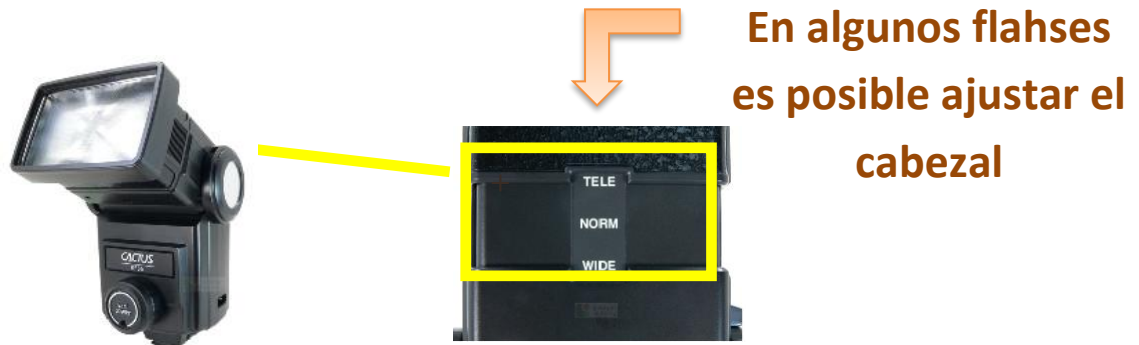 En algunos flahses
es posible ajustar el
cabezal
TELE
NORM
WIDE
CACTUS